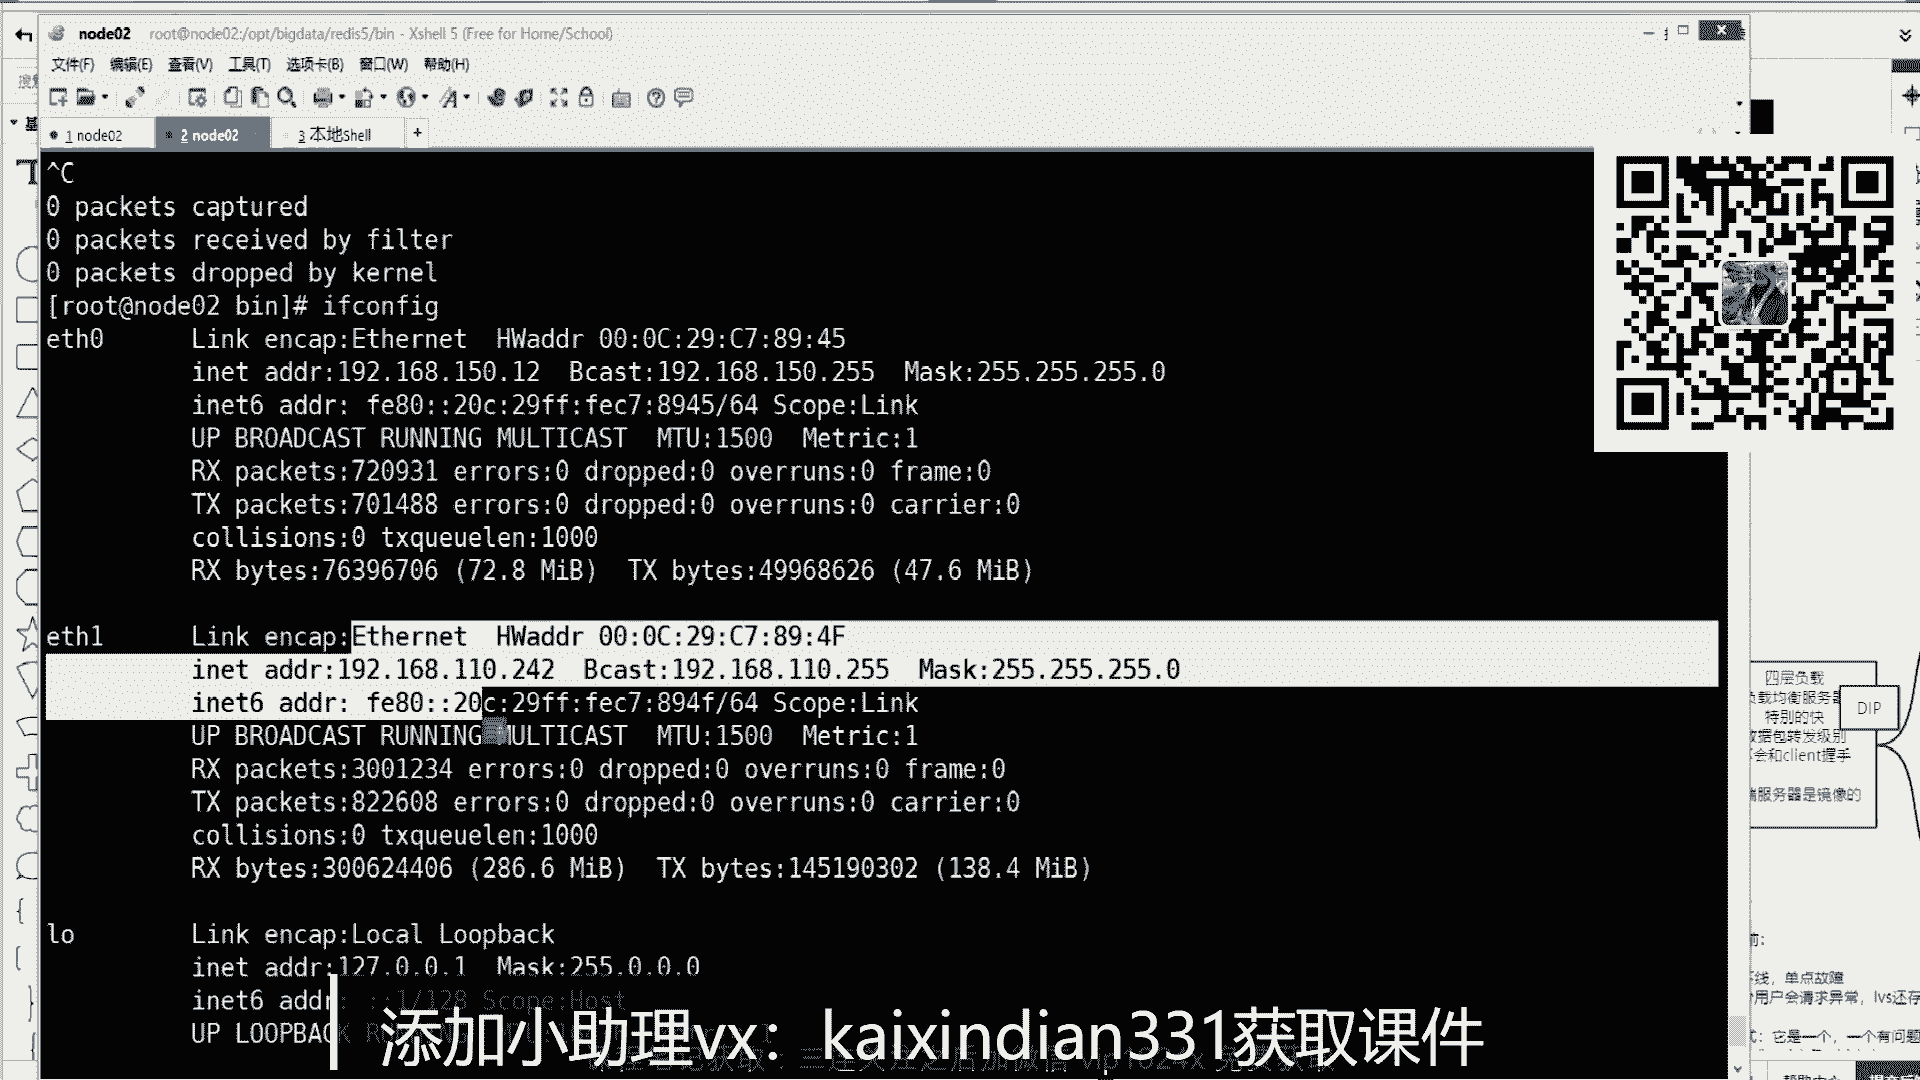 node02 root@node02:/opt/bigdata/redis5/bin - Xshell 5 (Free for Home/School)
文件(F) 编辑(E) 查看(V) 工具(T) 选项卡(B) 窗口(W) 帮助(H)
1 node02 2 node02 3 本地Shell +
^C
0 packets captured
0 packets received by filter
0 packets dropped by kernel
[root@node02 bin]# ifconfig
eth0 Link encap:Ethernet HWaddr 00:0C:29:C7:89:45
inet addr:192.168.150.12 Bcast:192.168.150.255 Mask:255.255.255.0
inet6 addr: fe80::20c:29ff:fec7:8945/64 Scope:Link
UP BROADCAST RUNNING MULTICAST MTU:1500 Metric:1
RX packets:720931 errors:0 dropped:0 overruns:0 frame:0
TX packets:701488 errors:0 dropped:0 overruns:0 carrier:0
collisions:0 txqueuelen:1000
RX bytes:76396706 (72.8 MiB) TX bytes:49968626 (47.6 MiB)
eth1 Link encap:Ethernet HWaddr 00:0C:29:C7:89:4F
inet addr:192.168.110.242 Bcast:192.168.110.255 Mask:255.255.255.0
inet6 addr: fe80::20c:29ff:fec7:894f/64 Scope:Link
UP BROADCAST RUNNING MULTICAST MTU:1500 Metric:1
RX packets:3001234 errors:0 dropped:0 overruns:0 frame:0
TX packets:822608 errors:0 dropped:0 overruns:0 carrier:0
collisions:0 txqueuelen:1000
RX bytes:300624406 (286.6 MiB) TX bytes:145190302 (138.4 MiB)
lo Link encap:Local Loopback
inet addr:127.0.0.1 Mask:255.0.0.0
inet6 addr: ::1/128 Scope:Host
UP LOOPBACK
添加小助理vx：kaixindian331获取课件
四层负载
负载均衡服务器
特别的快
数据包转发级别
会和client握手
服务器是镜像的
DIP
单点故障
用户会请求异常，lvs还存
它是一个，一个有问题